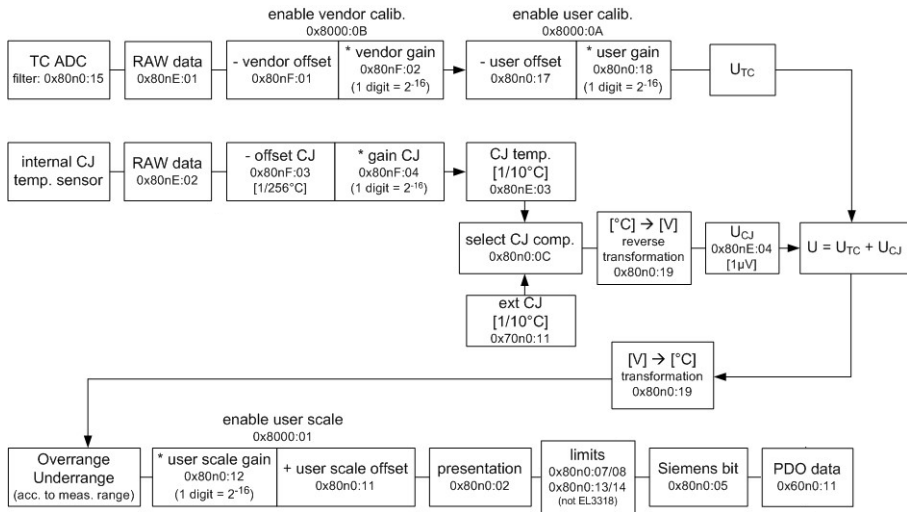 enable vendor calib.
0x8000:0B
enable user calib.
0x8000:0A
TC ADC
filter: 0x80n0:15
RAW data
0x80nE:01
- vendor offset
0x80nF:01
* vendor gain
0x80nF:02
(1 digit = 2⁻¹⁶)
- user offset
0x80n0:17
* user gain
0x80n0:18
(1 digit = 2⁻¹⁶)
U_TC
internal CJ
temp. sensor
RAW data
0x80nE:02
- offset CJ
0x80nF:03
[1/256°C]
* gain CJ
0x80nF:04
(1 digit = 2⁻¹⁶)
CJ temp.
[1/10°C]
0x80nE:03
select CJ comp.
0x80n0:0C
[°C] → [V]
reverse
transformation
0x80n0:19
U_CJ
0x80nE:04
[1µV]
U = U_TC + U_CJ
ext CJ
[1/10°C]
0x70n0:11
[V] → [°C]
transformation
0x80n0:19
enable user scale
0x8000:01
Overrange
Underrange
(acc. to meas. range)
* user scale gain
0x80n0:12
(1 digit = 2⁻¹⁶)
+ user scale offset
0x80n0:11
presentation
0x80n0:02
limits
0x80n0:07/08
0x80n0:13/14
(not EL3318)
Siemens bit
0x80n0:05
PDO data
0x60n0:11